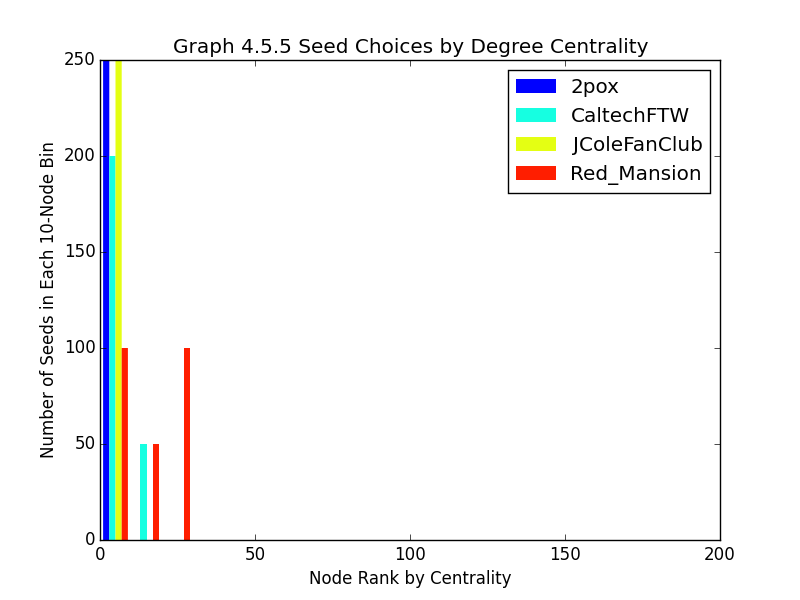 Graph 4.5.5 Seed Choices by Degree Centrality
2pox
CaltechFTW
JColeFanClub
Red_Mansion
Number of Seeds in Each 10-Node Bin
250
200
150
100
50
0
0 50 100 150 200
Node Rank by Centrality